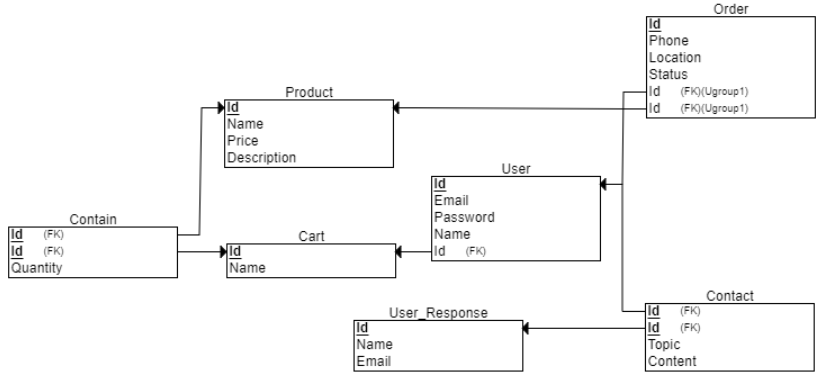 Order
Id
Phone
Location
Status
Id (FK)(Ugroup1)
Id (FK)(Ugroup1)
Product
Id
Name
Price
Description
User
Id
Email
Password
Name
Id (FK)
Contain
Id (FK)
Id (FK)
Quantity
Cart
Id
Name
Contact
Id (FK)
Id (FK)
Topic
Content
User_Response
Id
Name
Email